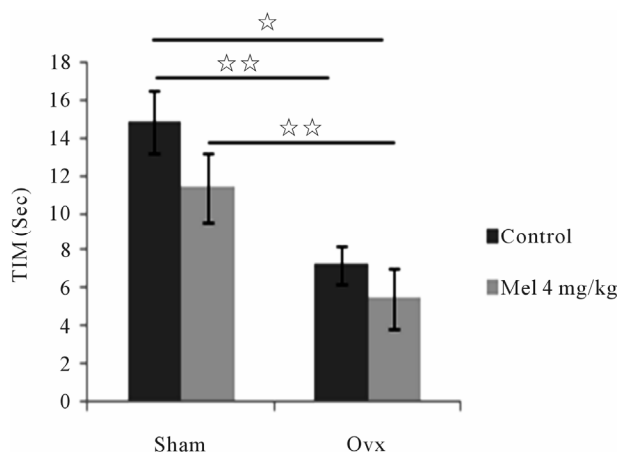 ☆
☆☆
☆☆
18
16
14
12
10
8
6
4
2
0
TIM (Sec)
Sham
Ovx
Control
Mel 4 mg/kg